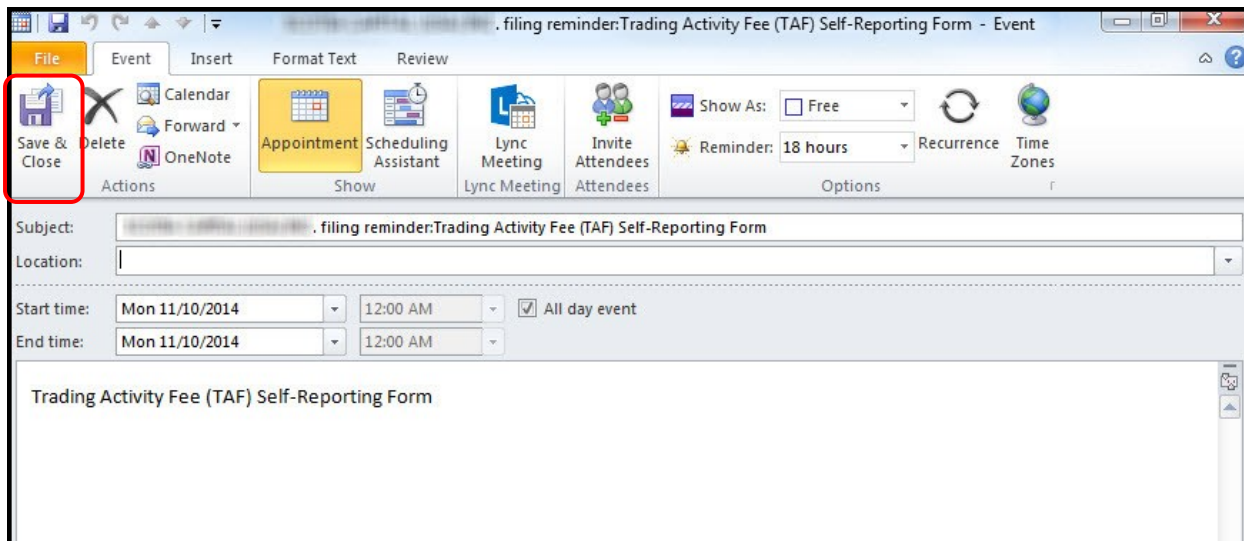 . filing reminder:Trading Activity Fee (TAF) Self-Reporting Form - Event
File Event Insert Format Text Review
Save & Close
Delete
Calendar
Forward
OneNote
Actions
Appointment
Scheduling Assistant
Show
Lync Meeting
Lync Meeting
Invite Attendees
Attendees
Show As: Free
Reminder: 18 hours
Recurrence
Time Zones
Options
Subject: . filing reminder:Trading Activity Fee (TAF) Self-Reporting Form
Location:
Start time: Mon 11/10/2014 12:00 AM All day event
End time: Mon 11/10/2014 12:00 AM
Trading Activity Fee (TAF) Self-Reporting Form